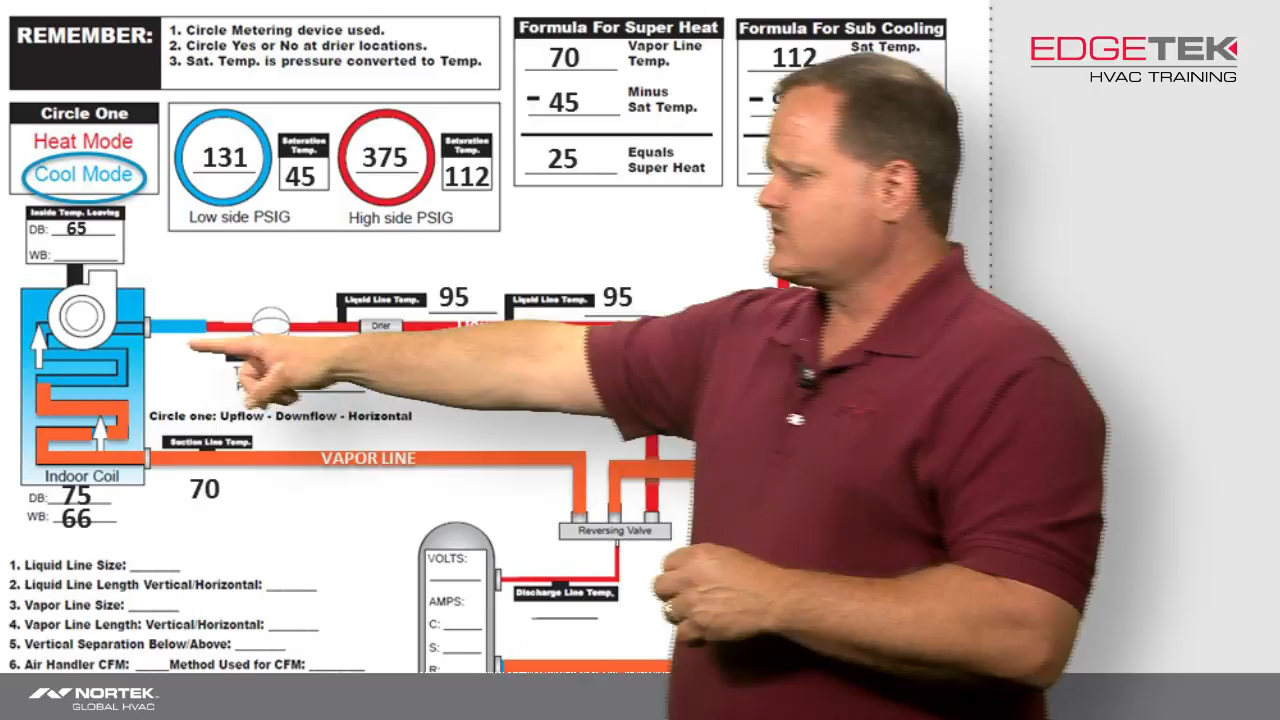 REMEMBER:
1. Circle Metering device used.
2. Circle Yes or No at drier locations.
3. Sat. Temp. is pressure converted to Temp.
Formula For Super Heat
70 Vapor Line Temp.
- 45 Minus Sat Temp.
25 Equals Super Heat
Formula For Sub Cooling
112 Sat Temp.
-
EDGETEK
HVAC TRAINING
Circle One
Heat Mode
Cool Mode
131
Saturation Temp.
45
Low side PSIG
375
Saturation Temp.
112
High side PSIG
Inside Temp. Leaving
DB: 65
WB:
Liquid Line Temp. 95
Liquid Line Temp. 95
Drier
Circle one: Upflow - Downflow - Horizontal
Suction Line Temp.
VAPOR LINE
70
Indoor Coil
DB: 75
WB: 66
Reversing Valve
VOLTS:
AMPS:
C:
S:
R:
Discharge Line Temp.
1. Liquid Line Size:
2. Liquid Line Length Vertical/Horizontal:
3. Vapor Line Size:
4. Vapor Line Length: Vertical/Horizontal:
5. Vertical Separation Below/Above:
6. Air Handler CFM: Method Used for CFM:
NORTEK
GLOBAL HVAC